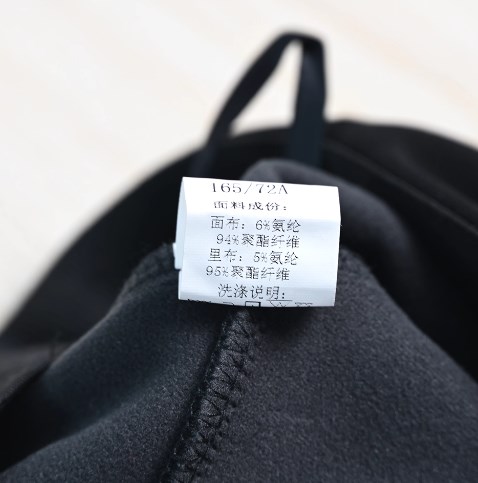 165/72A
面料成份:
面布: 6%氨纶
94%聚酯纤维
里布: 5%氨纶
95%聚酯纤维
洗涤说明: